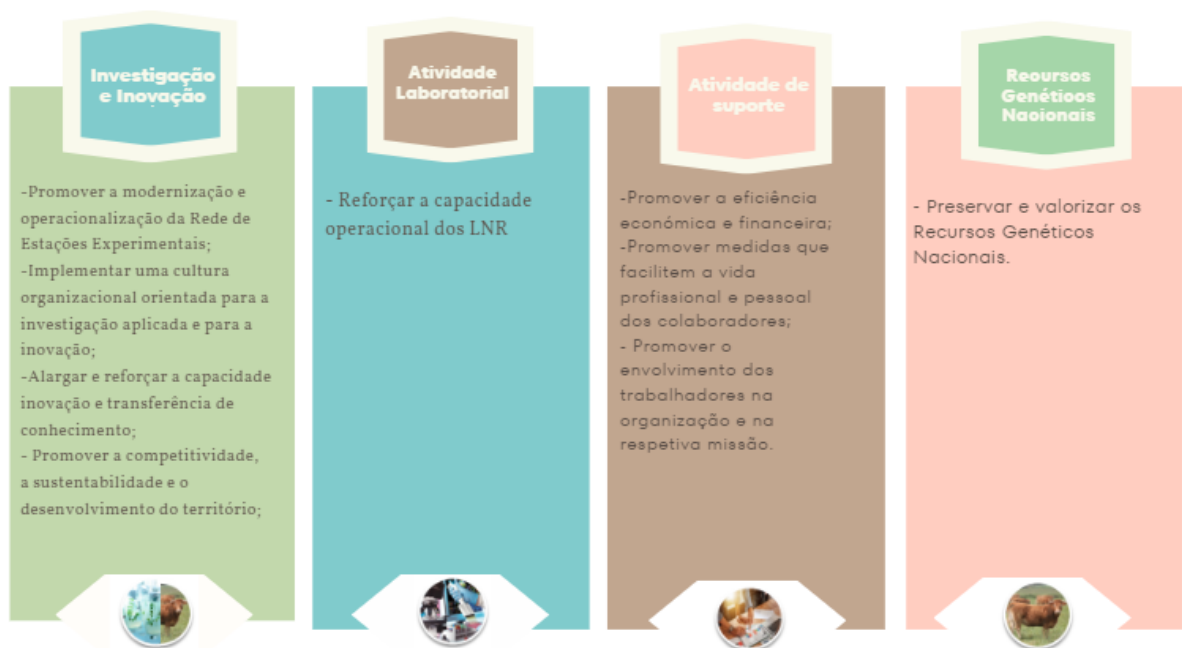 Investigação
e Inovação
-Promover a modernização e
operacionalização da Rede de
Estações Experimentais;
-Implementar uma cultura
organizacional orientada para a
investigação aplicada e para a
inovação;
-Alargar e reforçar a capacidade
inovação e transferência de
conhecimento;
- Promover a competitividade,
a sustentabilidade e o
desenvolvimento do território;
Atividade
Laboratorial
- Reforçar a capacidade
operacional dos LNR
Atividade de
suporte
-Promover a eficiência
económica e financeira;
-Promover medidas que
facilitem a vida
profissional e pessoal
dos colaboradores;
- Promover o
envolvimento dos
trabalhadores na
organização e na
respetiva missão.
Recursos
Genéticos
Nacionais
- Preservar e valorizar os
Recursos Genéticos
Nacionais.